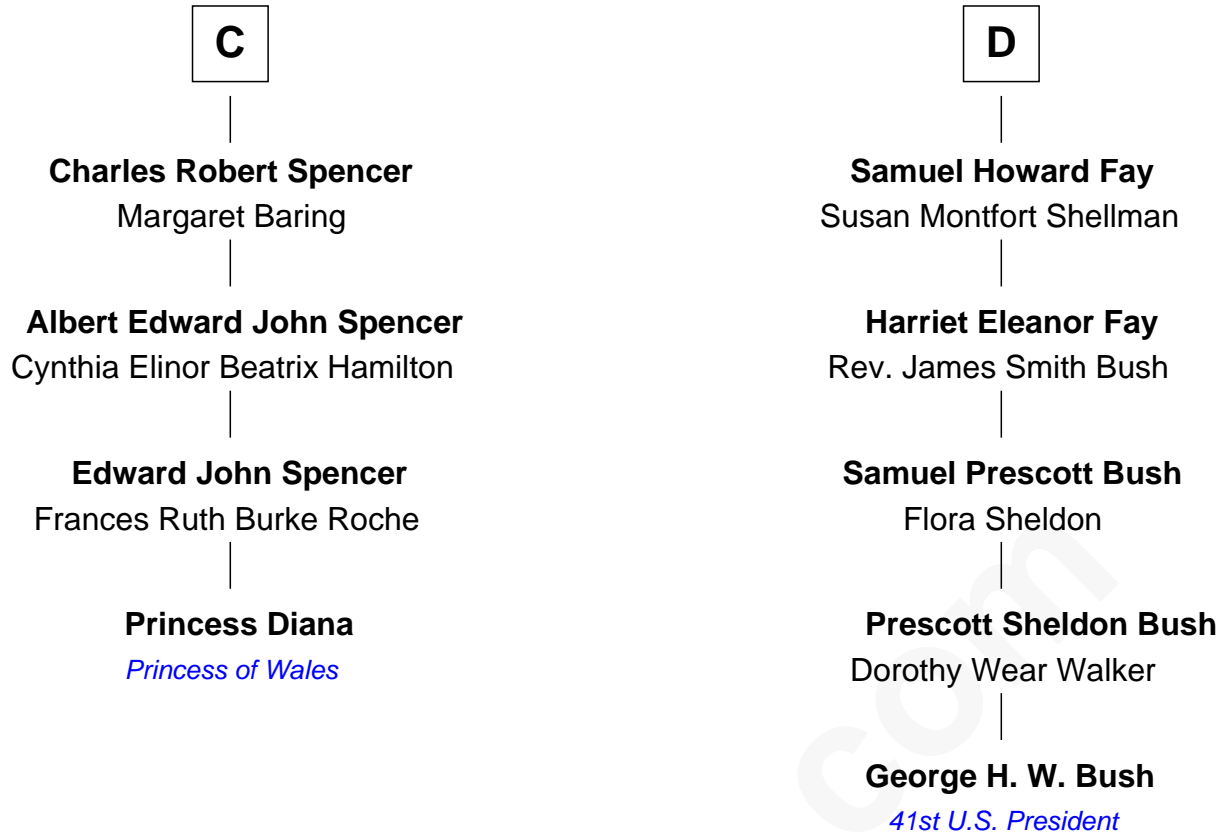 C
Charles Robert Spencer
Margaret Baring
Albert Edward John Spencer
Cynthia Elinor Beatrix Hamilton
Edward John Spencer
Frances Ruth Burke Roche
Princess Diana
Princess of Wales
D
Samuel Howard Fay
Susan Montfort Shellman
Harriet Eleanor Fay
Rev. James Smith Bush
Samuel Prescott Bush
Flora Sheldon
Prescott Sheldon Bush
Dorothy Wear Walker
George H. W. Bush
41st U.S. President
com